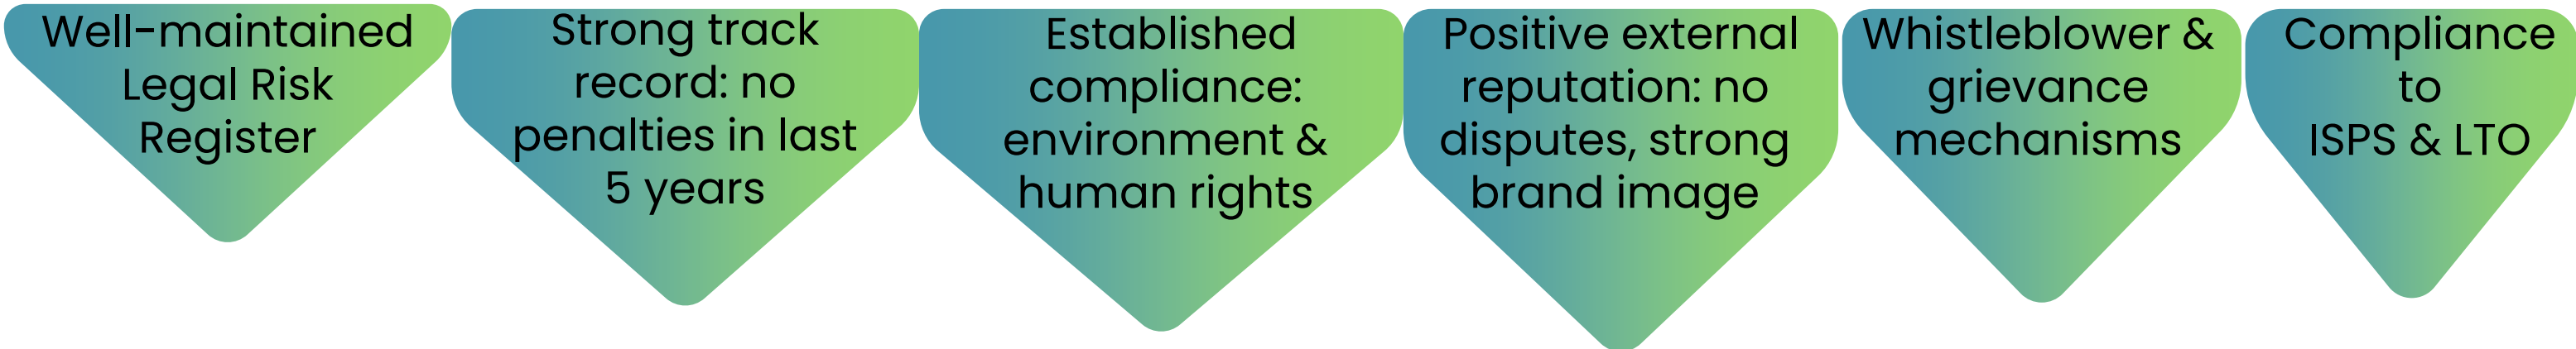 Well-maintained
Legal Risk
Register
Strong track
record: no
penalties in last
5 years
Established
compliance:
environment &
human rights
Positive external
reputation: no
disputes, strong
brand image
Whistleblower &
grievance
mechanisms
Compliance
to
ISPS & LTO